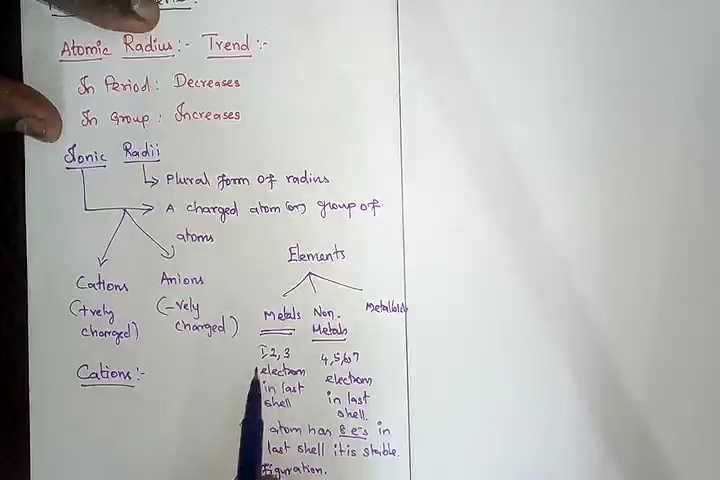 Atomic Radius:- Trend :-
In Period : Decreases
In Group : Increases
Ionic Radii
Plural form of radius
A charged atom (or) group of
atoms
Cations
(+vely
charged)
Anions
(-vely
charged)
Elements
Metals
Non-
Metals
Metalloids
1,2,3
electron
in last
shell
4,5,6,7
electron
in last
shell.
Cations:-
atom has 8 e-s in
last shell it is stable.
figuration.